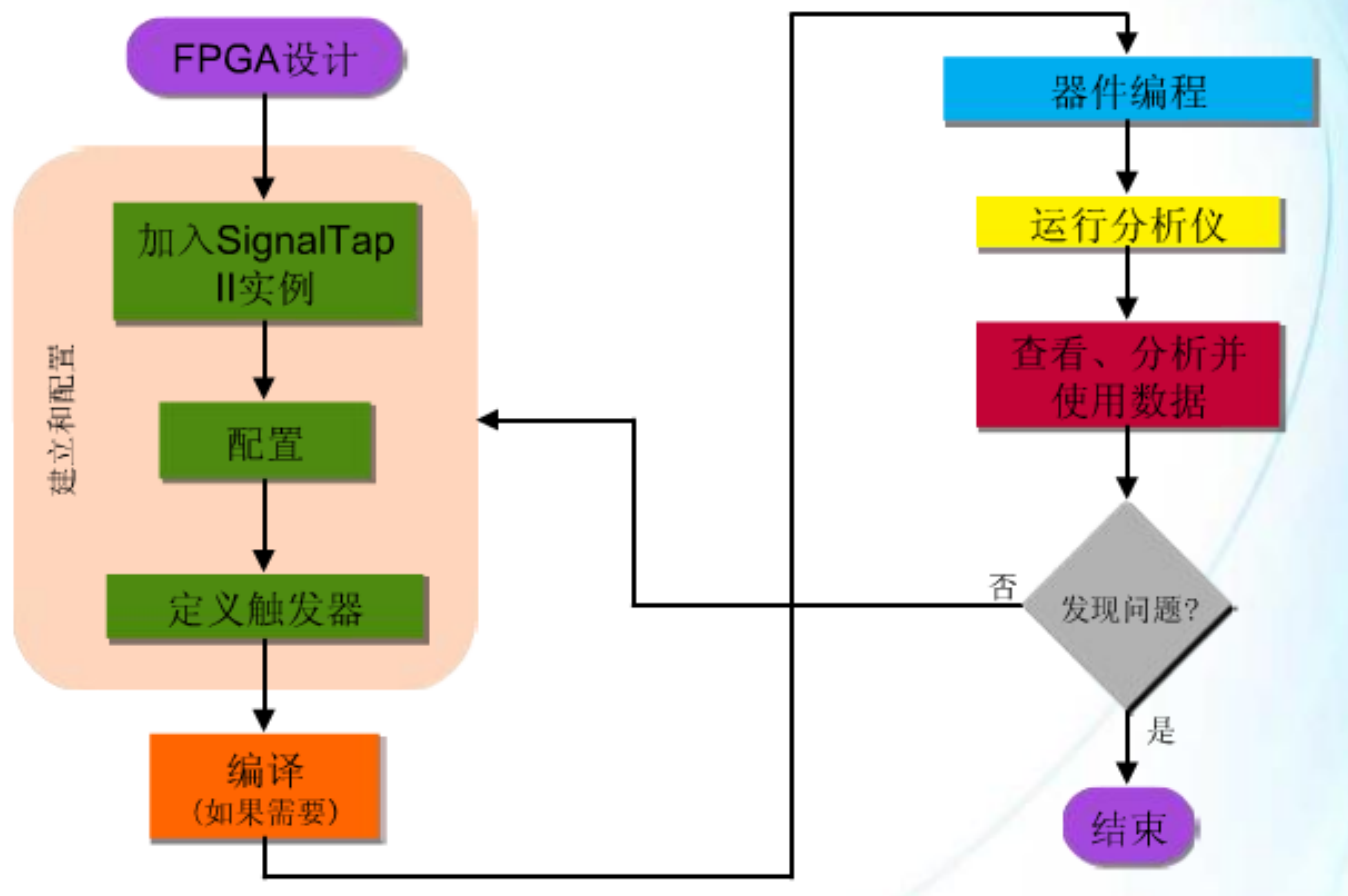 FPGA设计
加入SignalTap
II实例
配置
定义触发器
建立和配置
编译
(如果需要)
器件编程
运行分析仪
查看、分析并
使用数据
发现问题?
否
是
结束